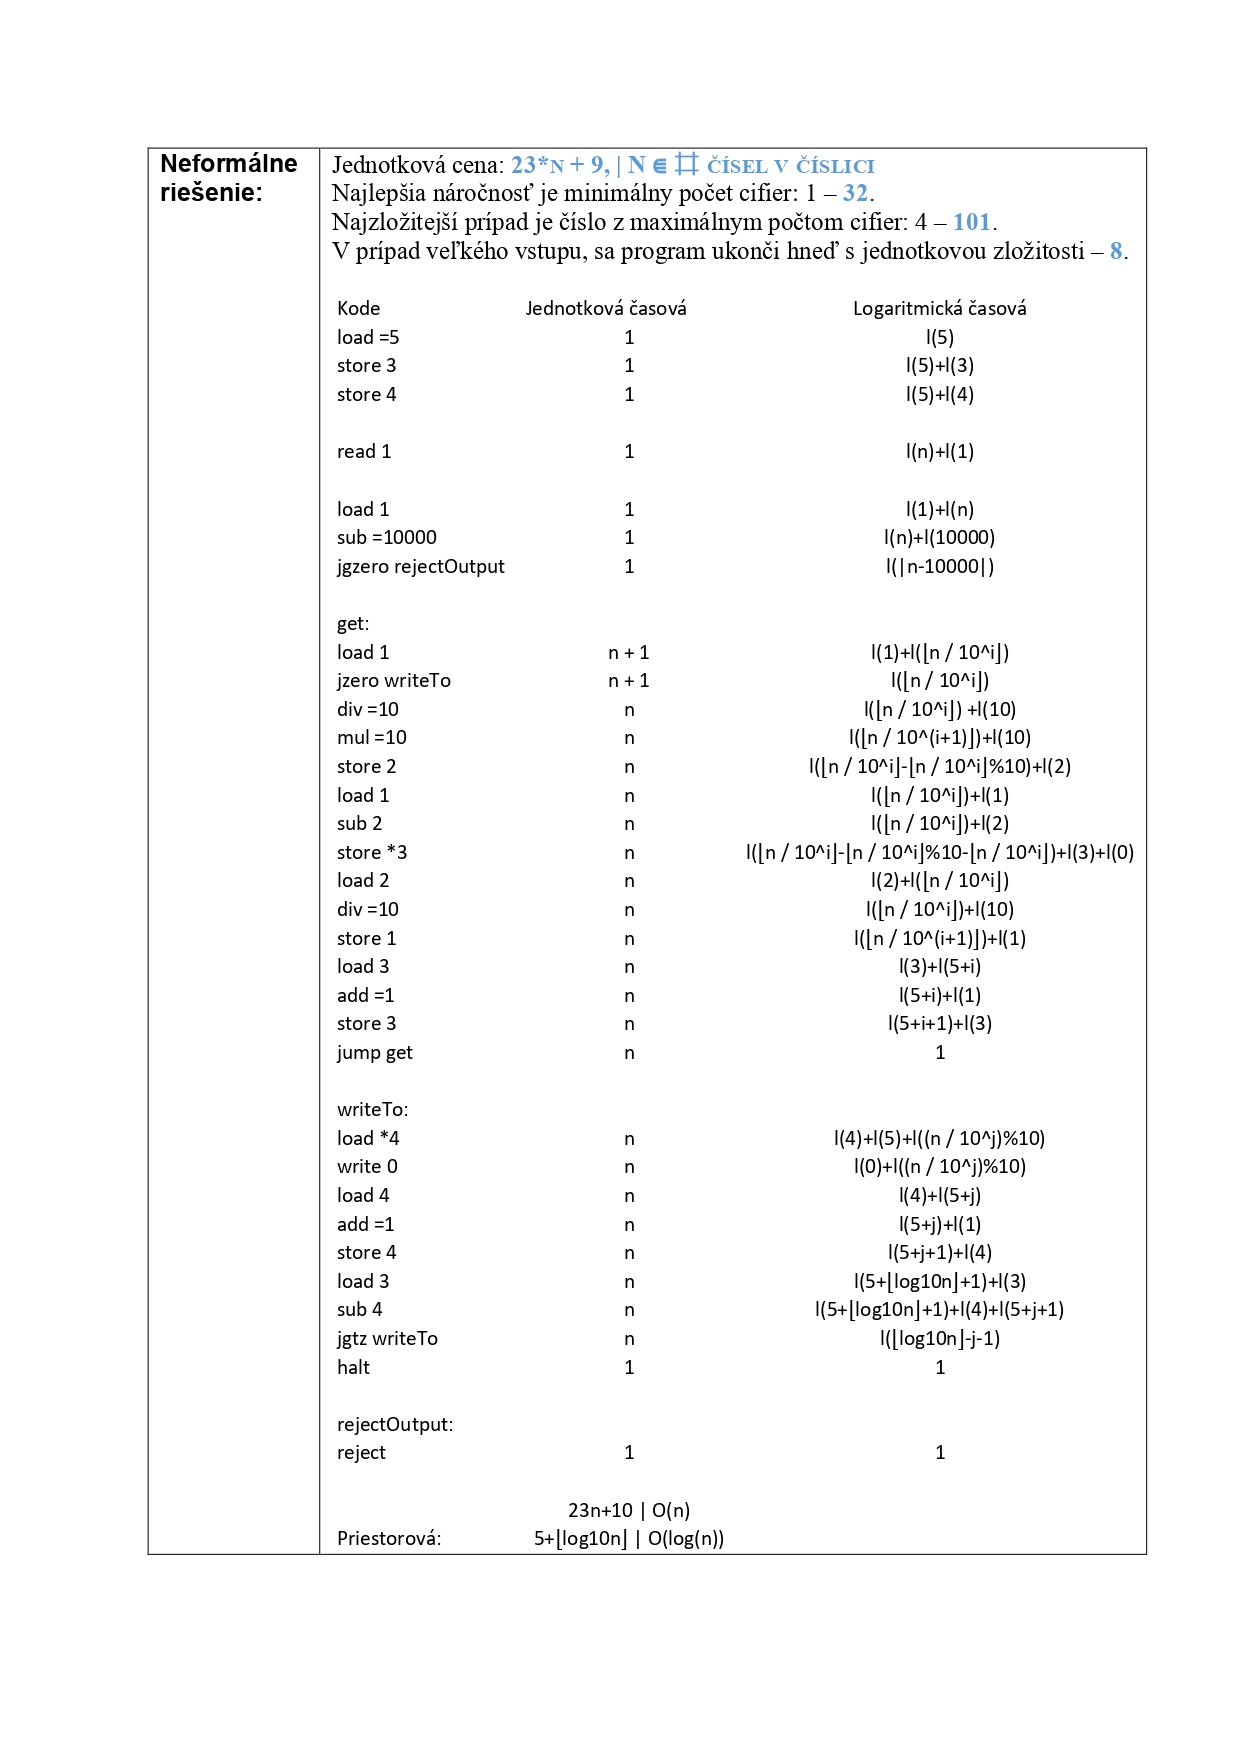 Neformálne riešenie:
Jednotková cena: 23*N + 9, | N ⋹ ⌗ ČÍSEL V ČÍSLICI
Najlepšia náročnosť je minimálny počet cifier: 1 – 32.
Najzložitejší prípad je číslo z maximálnym počtom cifier: 4 – 101.
V prípad veľkého vstupu, sa program ukonči hneď s jednotkovou zložitosti – 8.
Kode Jednotková časová Logaritmická časová
load =5 1 l(5)
store 3 1 l(5)+l(3)
store 4 1 l(5)+l(4)
read 1 1 l(n)+l(1)
load 1 1 l(1)+l(n)
sub =10000 1 l(n)+l(10000)
jgzero rejectOutput 1 l(|n-10000|)
get:
load 1 n + 1 l(1)+l(⌊n / 10^i⌋)
jzero writeTo n + 1 l(⌊n / 10^i⌋)
div =10 n l(⌊n / 10^i⌋) +l(10)
mul =10 n l(⌊n / 10^(i+1)⌋)+l(10)
store 2 n l(⌊n / 10^i⌋-⌊n / 10^i⌋%10)+l(2)
load 1 n l(⌊n / 10^i⌋)+l(1)
sub 2 n l(⌊n / 10^i⌋)+l(2)
store *3 n l(⌊n / 10^i⌋-⌊n / 10^i⌋%10-⌊n / 10^i⌋)+l(3)+l(0)
load 2 n l(2)+l(⌊n / 10^i⌋)
div =10 n l(⌊n / 10^i⌋)+l(10)
store 1 n l(⌊n / 10^(i+1)⌋)+l(1)
load 3 n l(3)+l(5+i)
add =1 n l(5+i)+l(1)
store 3 n l(5+i+1)+l(3)
jump get n 1
writeTo:
load *4 n l(4)+l(5)+l((n / 10^j)%10)
write 0 n l(0)+l((n / 10^j)%10)
load 4 n l(4)+l(5+j)
add =1 n l(5+j)+l(1)
store 4 n l(5+j+1)+l(4)
load 3 n l(5+⌊log10n⌋+1)+l(3)
sub 4 n l(5+⌊log10n⌋+1)+l(4)+l(5+j+1)
jgtz writeTo n l(⌊log10n⌋-j-1)
halt 1 1
rejectOutput:
reject 1 1
23n+10 | O(n)
Priestorová: 5+⌊log10n⌋ | O(log(n))